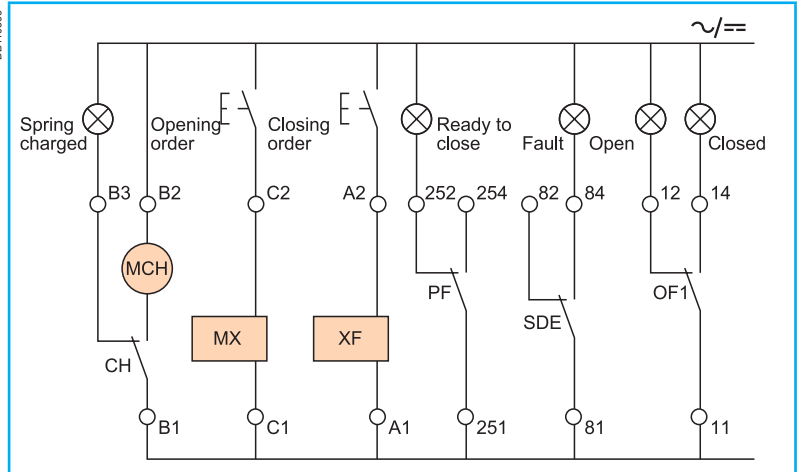 ∼/⎓
Spring charged
Opening order
Closing order
Ready to close
Fault
Open
Closed
B3
B2
C2
A2
252
254
82
84
12
14
MCH
PF
OF1
SDE
MX
XF
CH
B1
C1
A1
251
81
11